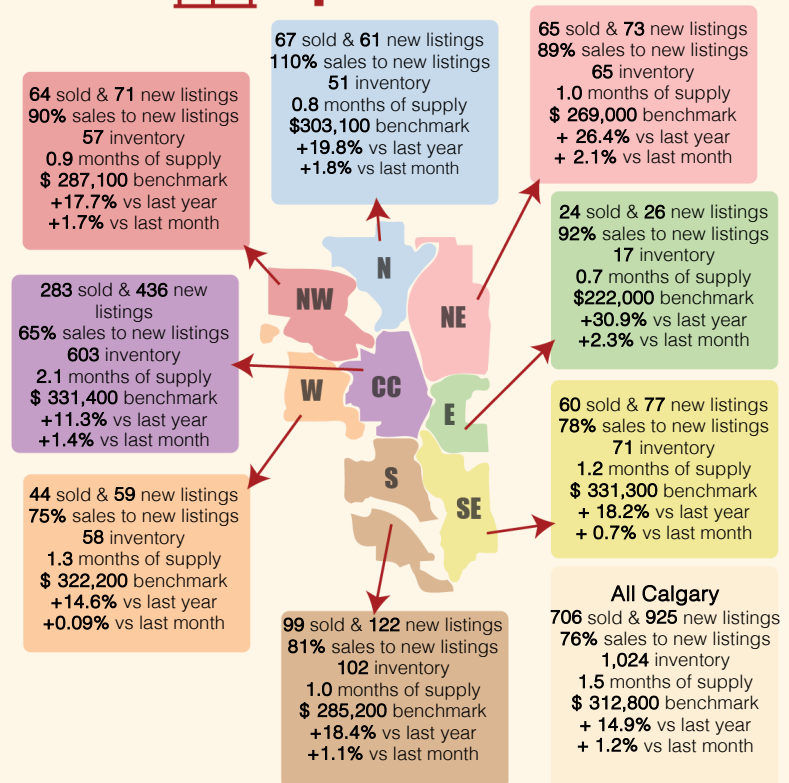 67 sold & 61 new listings
110% sales to new listings
51 inventory
0.8 months of supply
$303,100 benchmark
+19.8% vs last year
+1.8% vs last month
65 sold & 73 new listings
89% sales to new listings
65 inventory
1.0 months of supply
$ 269,000 benchmark
+ 26.4% vs last year
+ 2.1% vs last month
64 sold & 71 new listings
90% sales to new listings
57 inventory
0.9 months of supply
$ 287,100 benchmark
+17.7% vs last year
+1.7% vs last month
24 sold & 26 new listings
92% sales to new listings
17 inventory
0.7 months of supply
$222,000 benchmark
+30.9% vs last year
+2.3% vs last month
283 sold & 436 new
listings
65% sales to new listings
603 inventory
2.1 months of supply
$ 331,400 benchmark
+11.3% vs last year
+1.4% vs last month
N
NW
NE
W
CC
E
S
SE
60 sold & 77 new listings
78% sales to new listings
71 inventory
1.2 months of supply
$ 331,300 benchmark
+ 18.2% vs last year
+ 0.7% vs last month
44 sold & 59 new listings
75% sales to new listings
58 inventory
1.3 months of supply
$ 322,200 benchmark
+14.6% vs last year
+0.09% vs last month
99 sold & 122 new listings
81% sales to new listings
102 inventory
1.0 months of supply
$ 285,200 benchmark
+18.4% vs last year
+1.1% vs last month
All Calgary
706 sold & 925 new listings
76% sales to new listings
1,024 inventory
1.5 months of supply
$ 312,800 benchmark
+ 14.9% vs last year
+ 1.2% vs last month